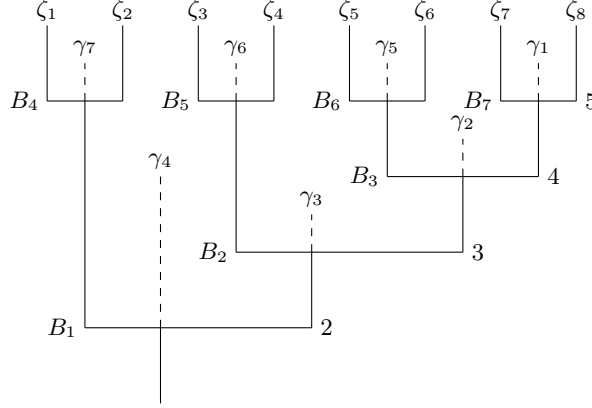 ζ₁ ζ₂ ζ₃ ζ₄ ζ₅ ζ₆ ζ₇ ζ₈
γ₇ γ₆ γ₅ γ₁
B₄ B₅ B₆ B₇ 5
γ₂
γ₄
B₃ 4
γ₃
B₂ 3
B₁ 2